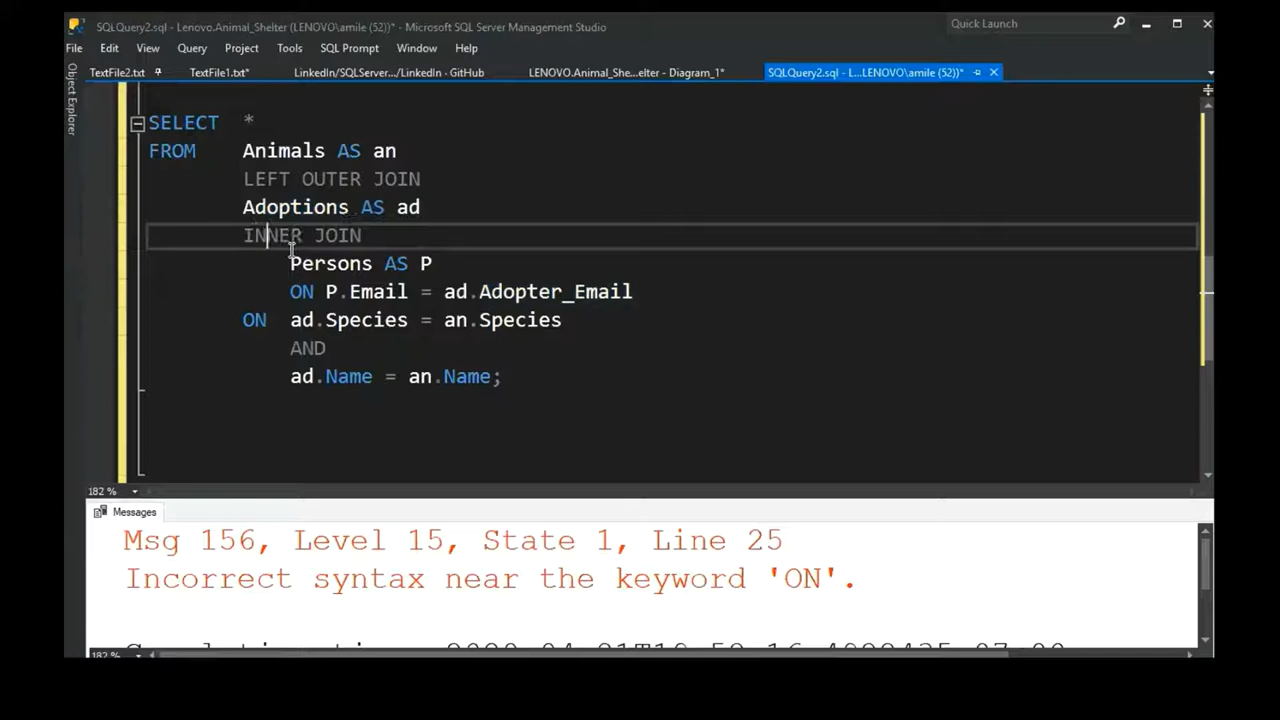 SQLQuery2.sql - Lenovo.Animal_Shelter (LENOVO\amile (52))* - Microsoft SQL Server Management Studio
Quick Launch
File Edit View Query Project Tools SQL Prompt Window Help
TextFile2.txt TextFile1.txt* LinkedIn/SQLServer.../LinkedIn - GitHub LENOVO.Animal_She...elter - Diagram_1* SQLQuery2.sql - L...LENOVO\amile (52))*
Object Explorer
SELECT *
FROM Animals AS an
LEFT OUTER JOIN
Adoptions AS ad
INNER JOIN
Persons AS P
ON P.Email = ad.Adopter_Email
ON ad.Species = an.Species
AND
ad.Name = an.Name;
182 %
Messages
Msg 156, Level 15, State 1, Line 25
Incorrect syntax near the keyword 'ON'.
182 %